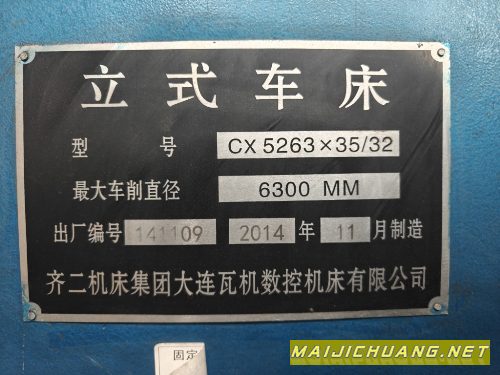 立式车床
型号 CX 5263×35/32
最大车削直径 6300 MM
出厂编号 141109 2014 年 11 月制造
齐二机床集团大连瓦机数控机床有限公司
固定
MAIJICHUANG.NET